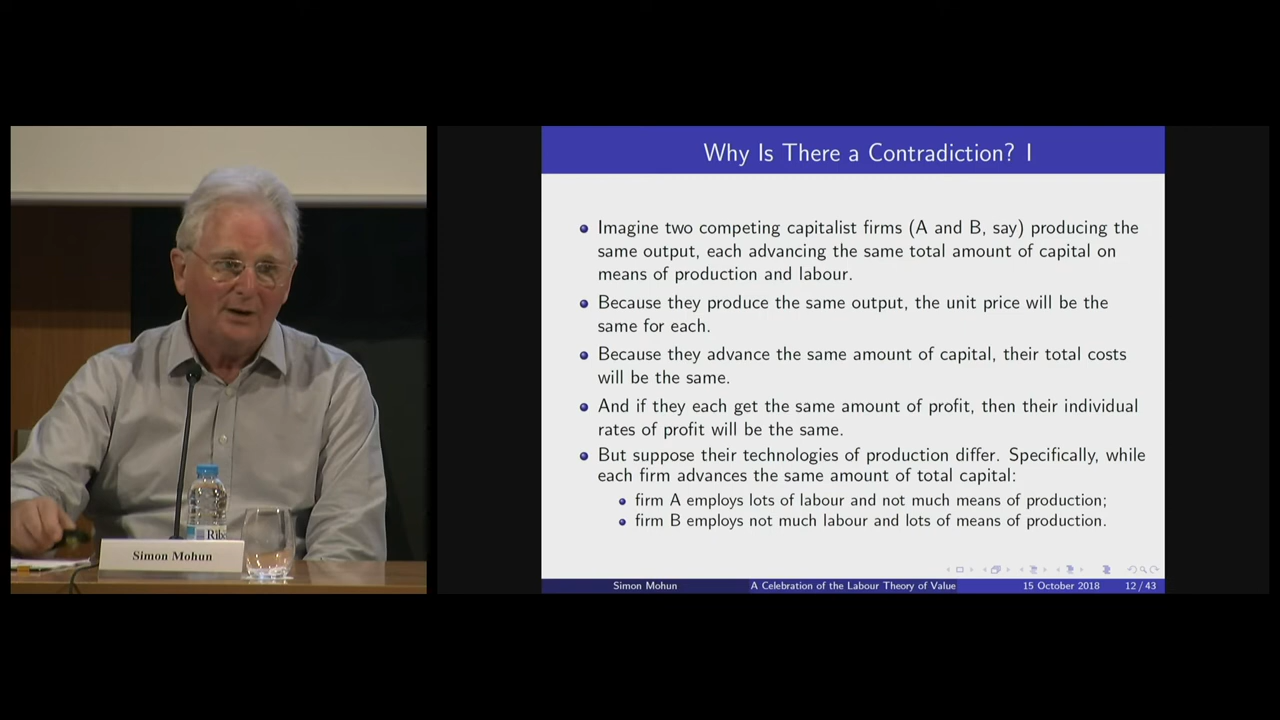 Why Is There a Contradiction? I
Imagine two competing capitalist firms (A and B, say) producing the
same output, each advancing the same total amount of capital on
means of production and labour.
Because they produce the same output, the unit price will be the
same for each.
Because they advance the same amount of capital, their total costs
will be the same.
And if they each get the same amount of profit, then their individual
rates of profit will be the same.
But suppose their technologies of production differ. Specifically, while
each firm advances the same amount of total capital:
firm A employs lots of labour and not much means of production;
firm B employs not much labour and lots of means of production.
Simon Mohun
A Celebration of the Labour Theory of Value
15 October 2018
12 / 43
Simon Mohun